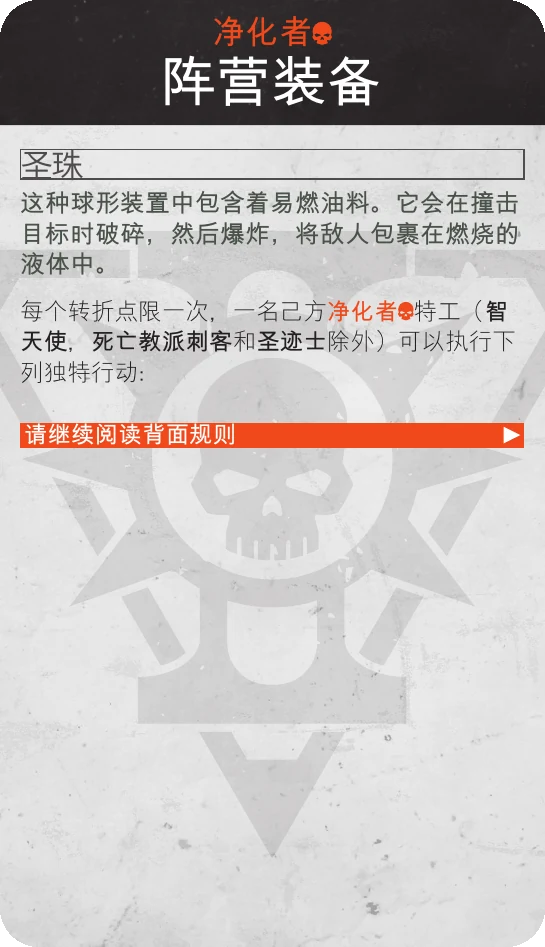 净化者
阵营装备
圣珠
这种球形装置中包含着易燃油料。它会在撞击
目标时破碎，然后爆炸，将敌人包裹在燃烧的
液体中。
每个转折点限一次，一名己方净化者特工（智
天使，死亡教派刺客和圣迹士除外）可以执行下
列独特行动：
请继续阅读背面规则